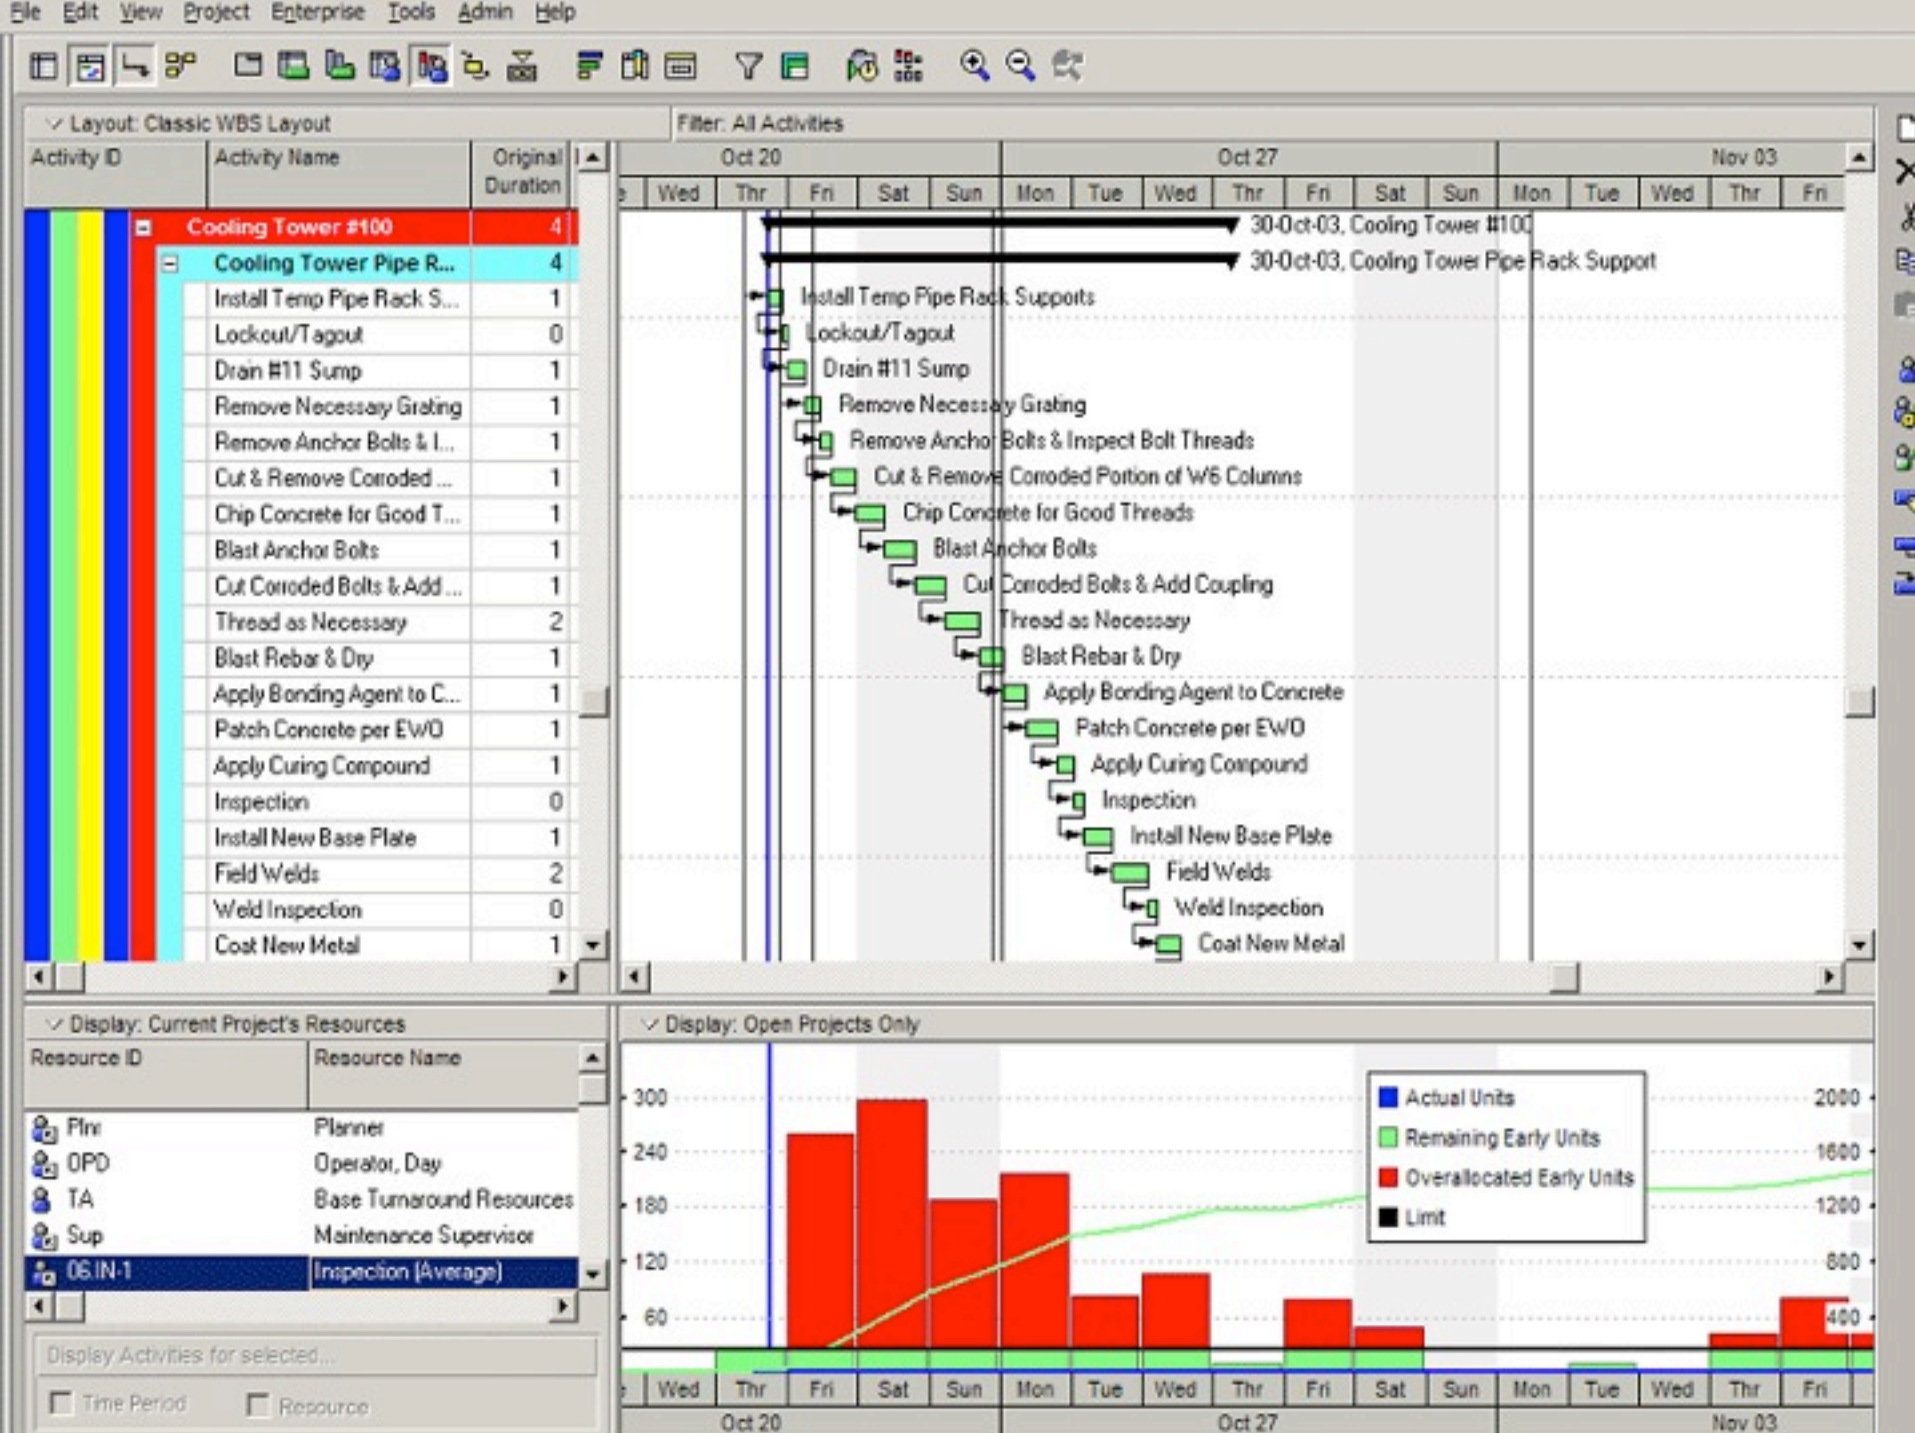 File Edit View Project Enterprise Tools Admin Help
Layout: Classic WBS Layout
Filter: All Activities
Activity ID Activity Name Original Duration
Oct 20 Oct 27 Nov 03
Wed Thr Fri Sat Sun Mon Tue Wed Thr Fri Sat Sun Mon Tue Wed Thr Fri
Cooling Tower #100 4
30-Oct-03, Cooling Tower #100
Cooling Tower Pipe R... 4
30-Oct-03, Cooling Tower Pipe Rack Support
Install Temp Pipe Rack S... 1
Install Temp Pipe Rack Supports
Lockout/Tagout 0
Lockout/Tagout
Drain #11 Sump 1
Drain #11 Sump
Remove Necessary Grating 1
Remove Necessary Grating
Remove Anchor Bolts & I... 1
Remove Anchor Bolts & Inspect Bolt Threads
Cut & Remove Corroded ... 1
Cut & Remove Corroded Portion of W6 Columns
Chip Concrete for Good T... 1
Chip Concrete for Good Threads
Blast Anchor Bolts 1
Blast Anchor Bolts
Cut Corroded Bolts & Add ... 1
Cut Corroded Bolts & Add Coupling
Thread as Necessary 2
Thread as Necessary
Blast Rebar & Dry 1
Blast Rebar & Dry
Apply Bonding Agent to C... 1
Apply Bonding Agent to Concrete
Patch Concrete per EWO 1
Patch Concrete per EWO
Apply Curing Compound 1
Apply Curing Compound
Inspection 0
Inspection
Install New Base Plate 1
Install New Base Plate
Field Welds 2
Field Welds
Weld Inspection 0
Weld Inspection
Coat New Metal 1
Coat New Metal
Display: Current Project's Resources
Resource ID Resource Name
Plnr Planner
OPD Operator, Day
TA Base Turnaround Resources
Sup Maintenance Supervisor
06.IN-1 Inspection (Average)
Display Activities for selected...
Time Period Resource
Display: Open Projects Only
300
240
180
120
60
Actual Units
Remaining Early Units
Overallocated Early Units
Limit
2000
1600
1200
800
400
Wed Thr Fri Sat Sun Mon Tue Wed Thr Fri Sat Sun Mon Tue Wed Thr Fri
Oct 20 Oct 27 Nov 03